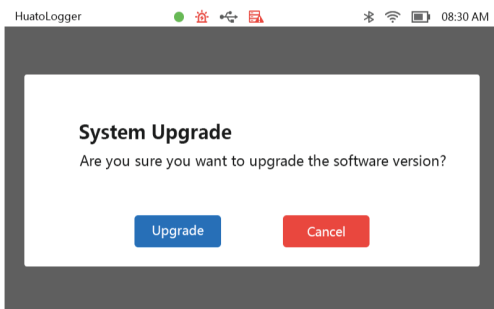 HuatoLogger 08:30 AM
System Upgrade
Are you sure you want to upgrade the software version?
Upgrade Cancel